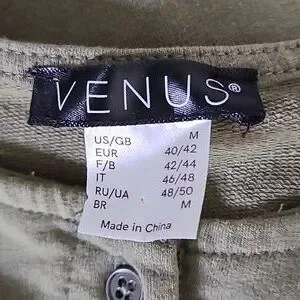 VENUS®
US/GB M
EUR 40/42
F/B 42/44
IT 46/48
RU/UA 48/50
BR M
Made in China